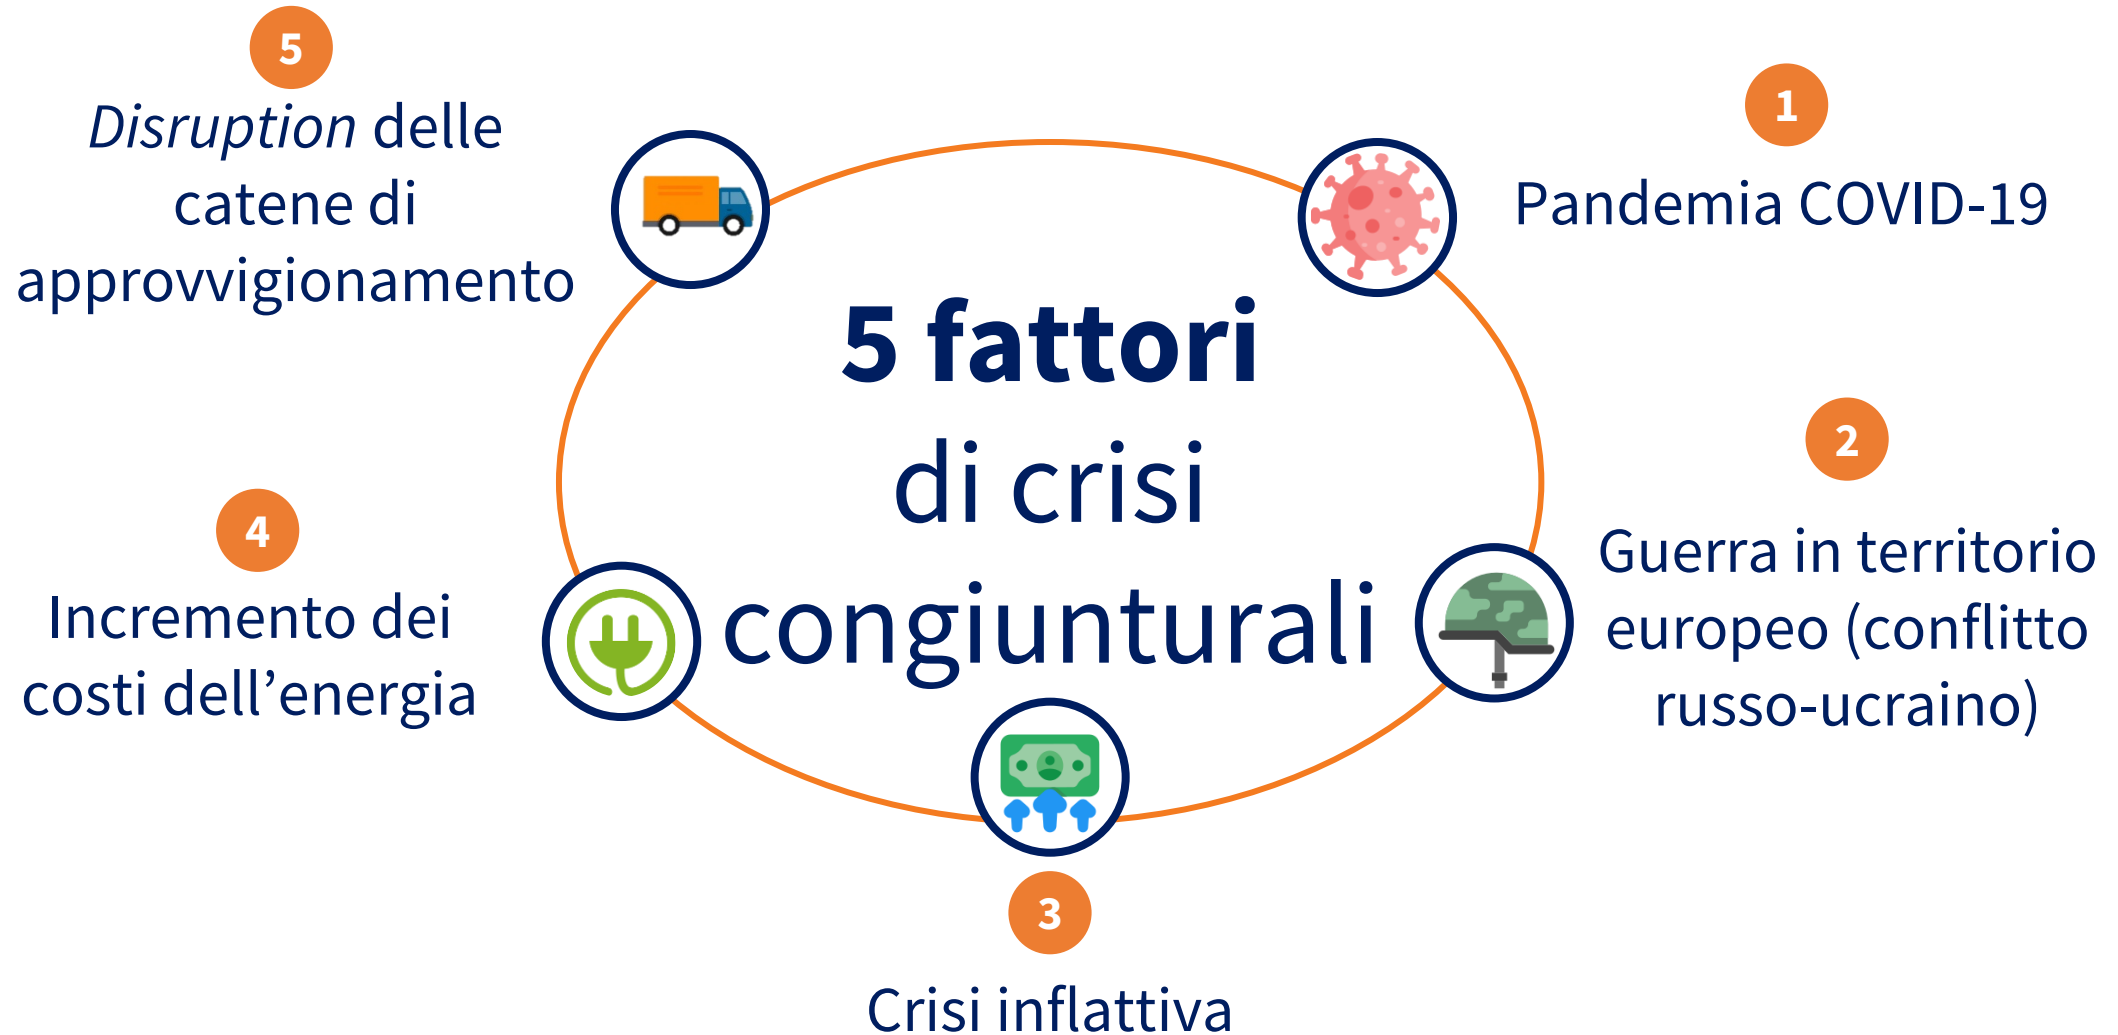 5 fattori
di crisi
congiunturali
1
Pandemia COVID-19
2
Guerra in territorio
europeo (conflitto
russo-ucraino)
3
Crisi inflattiva
4
Incremento dei
costi dell’energia
5
Disruption delle
catene di
approvvigionamento